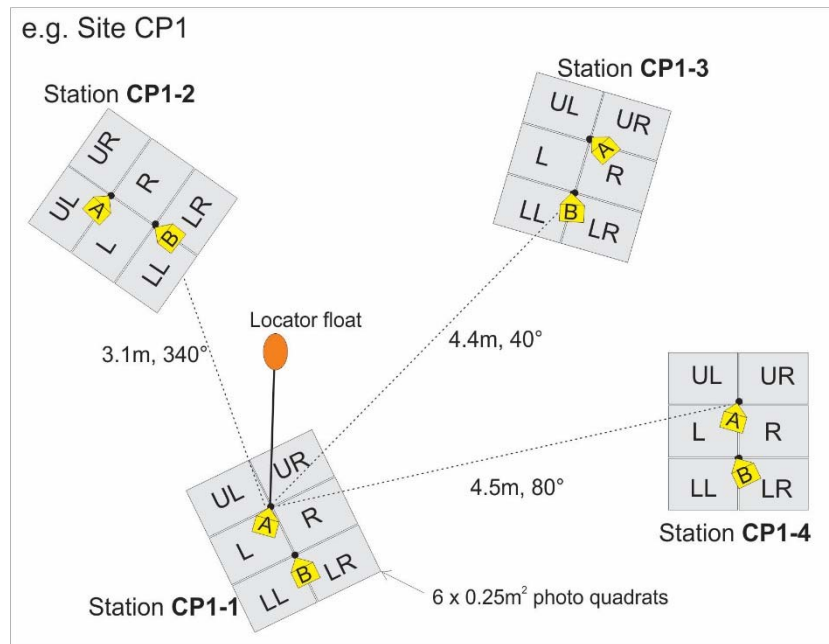 e.g. Site CP1
Station CP1-2
UR
R
LR
UL
A
L
B
LL
Station CP1-3
UL
UR
A
L
R
B
LL
LR
Locator float
3.1m, 340°
4.4m, 40°
4.5m, 80°
UL
UR
A
L
R
B
LL
LR
Station CP1-4
UL
UR
A
R
L
B
LR
LL
Station CP1-1
6 x 0.25m² photo quadrats